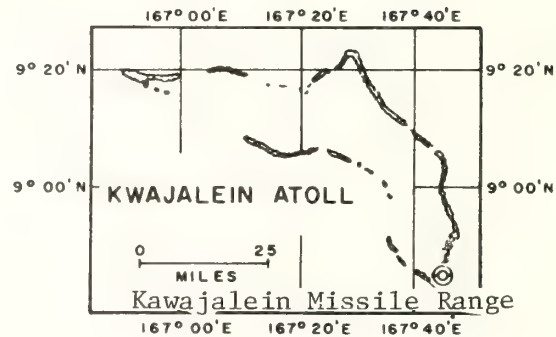 167° 00'E 167° 20'E 167° 40'E
9° 20'N 9° 20'N
9° 00'N 9° 00'N
KWAJALEIN ATOLL
0 25
MILES
Kawajalein Missile Range
167° 00'E 167° 20'E 167° 40'E